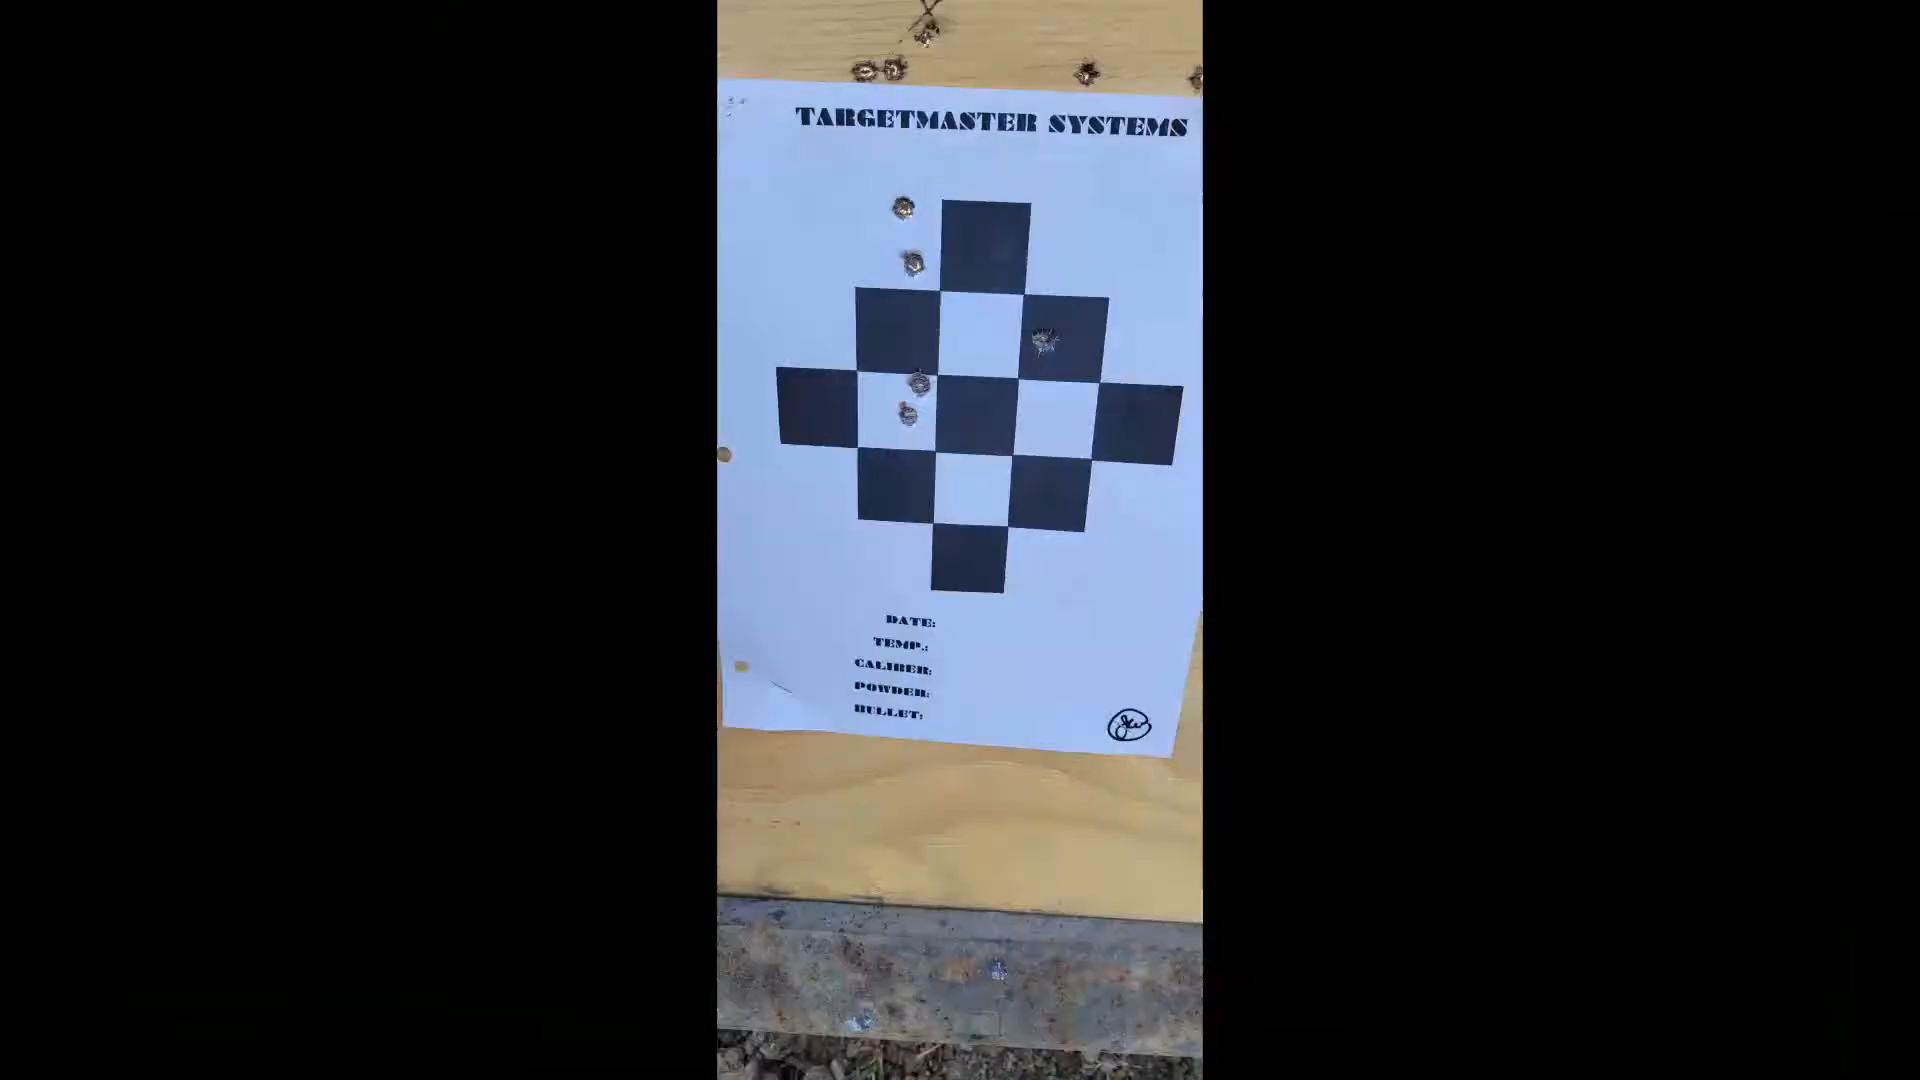 TARGETMASTER SYSTEMS
DATE:
TEMP.:
CALIBER:
POWDER:
BULLET: